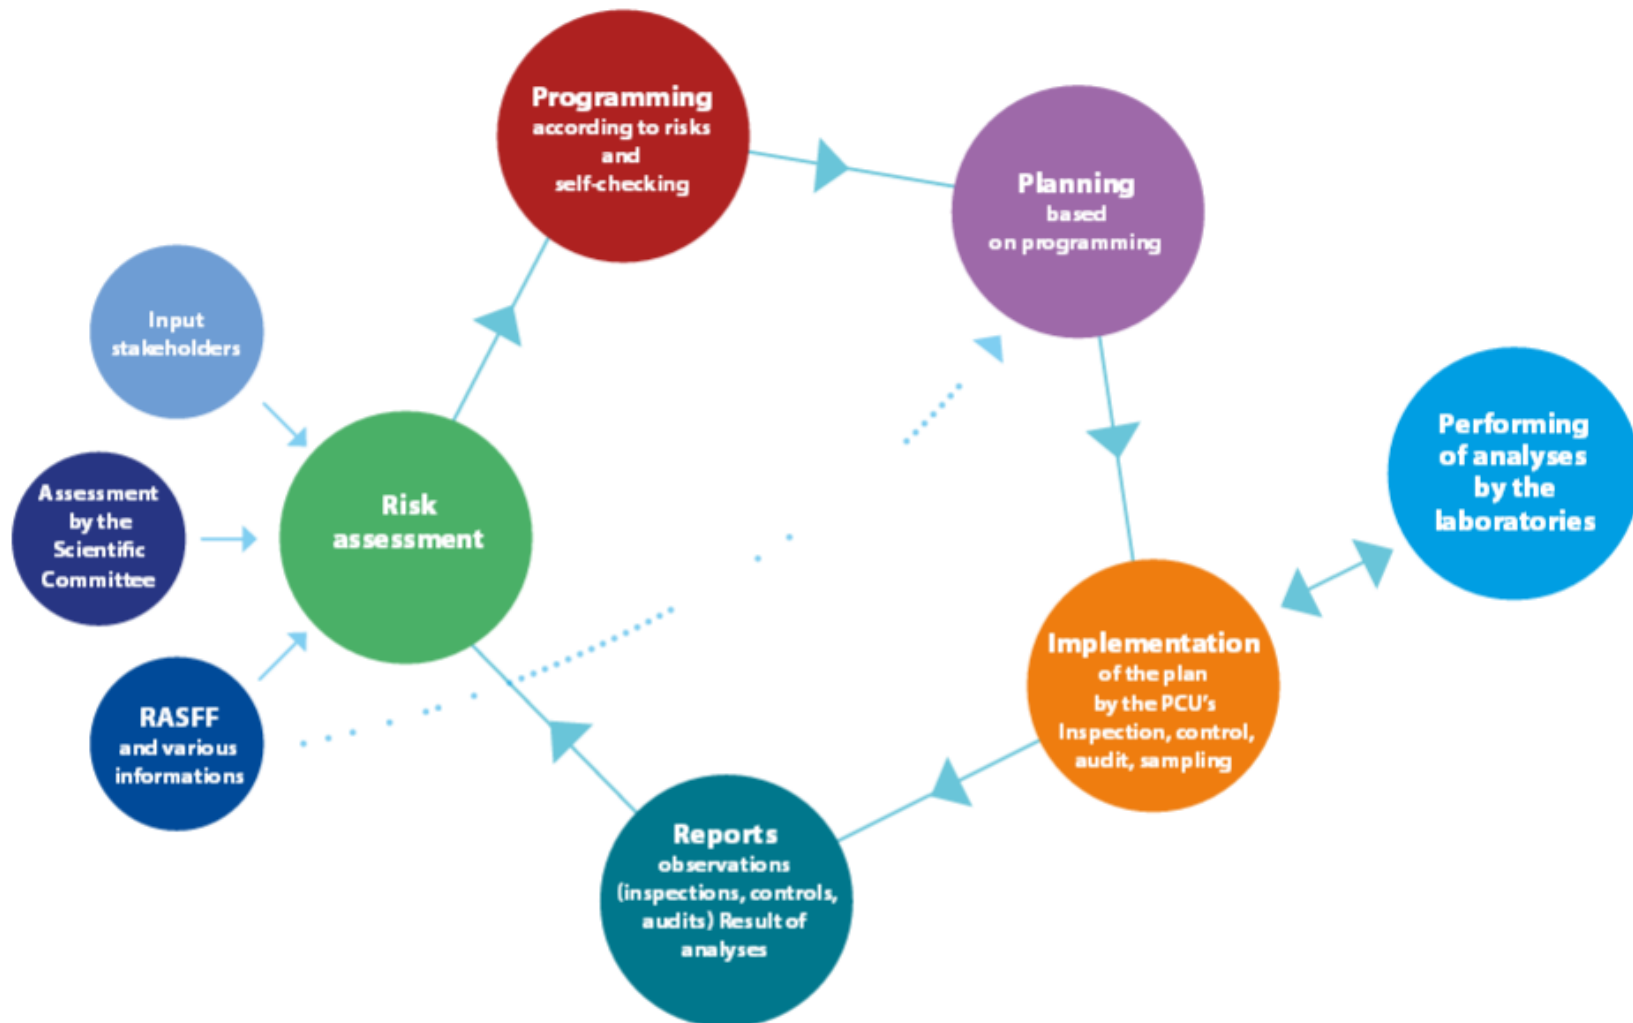 Programming
according to risks
and
self-checking
Planning
based
on programming
Input
stakeholders
Performing
of analyses
by the
laboratories
Assessment
by the
Scientific
Committee
Risk
assessment
Implementation
of the plan
by the PCU's
Inspection, control,
audit, sampling
RASFF
and various
informations
Reports
observations
(inspections, controls,
audits) Result of
analyses